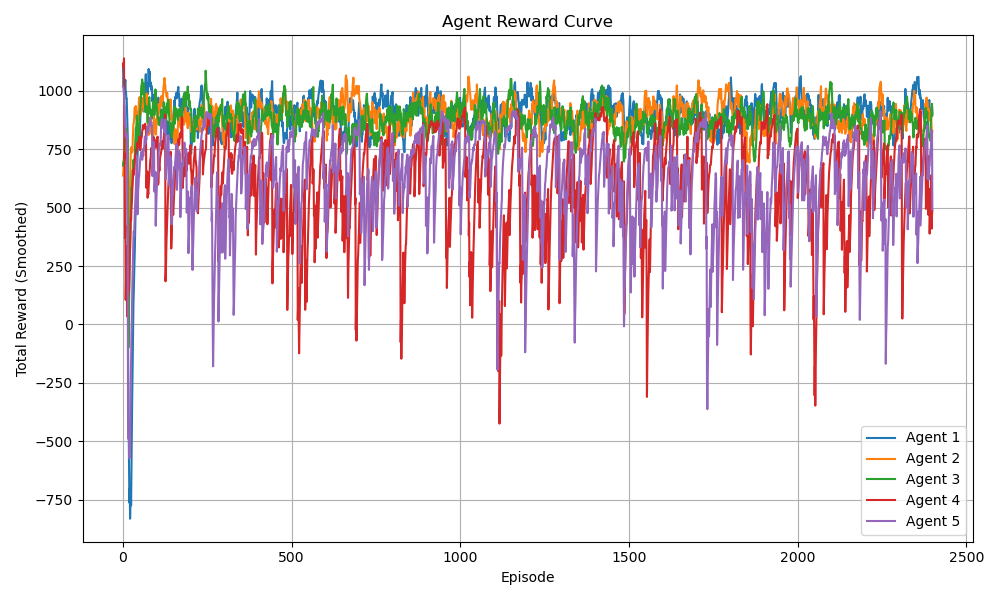 Agent Reward Curve
Total Reward (Smoothed)
1000
750
500
250
0
−250
−500
−750
0
500
1000
1500
2000
2500
Episode
Agent 1
Agent 2
Agent 3
Agent 4
Agent 5